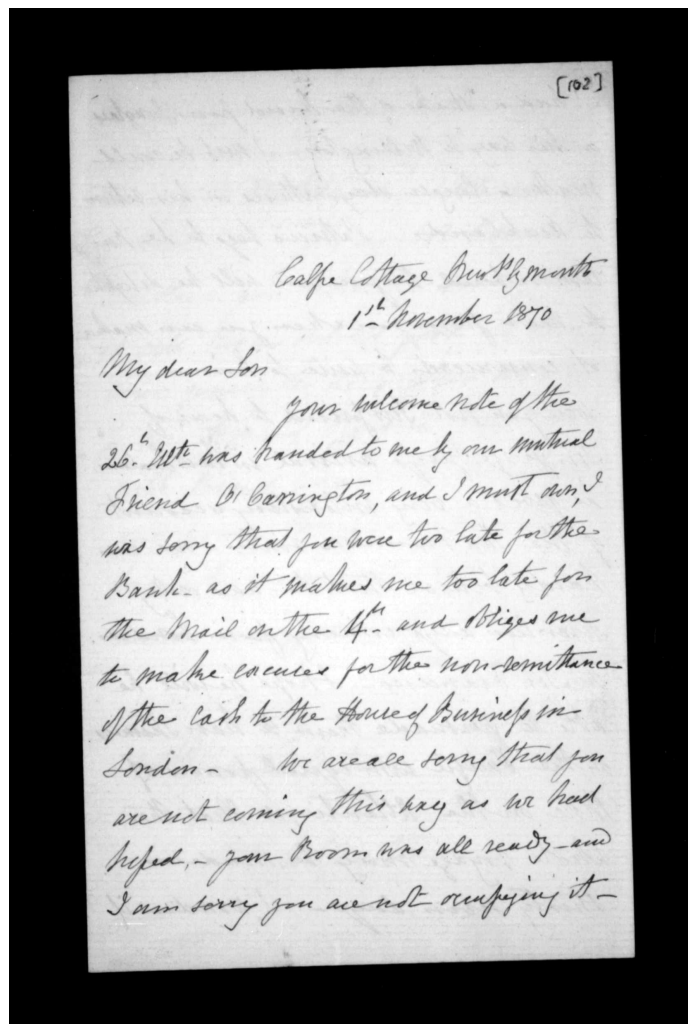 [102]
Calpe Cottage New Plymouth
1st November 1870
My dear Son
your welcome note of the
26th Ulto was handed to me by our mutual
Friend O'Carrington, and I must own, I
was sorry that you were too late for the
Bank - as it makes me too late for
the Mail on the 4th and obliges me
to make excuses for the non-remittance
of the cash to the House of Business in
London - We are all sorry that you
are not coming this way as we had
hoped, - your Room was all ready - and
I am sorry you are not occupying it -